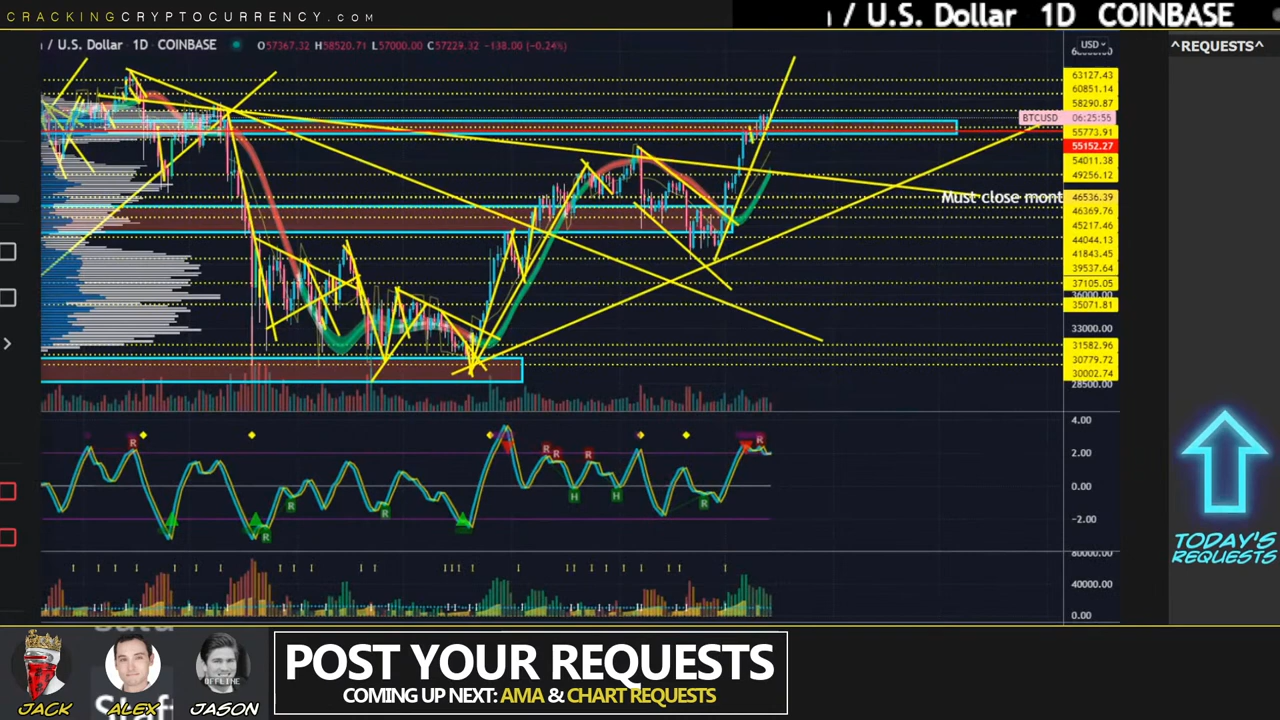 CRACKINGCRYPTOCURRENCY.com
/ U.S. Dollar 1D COINBASE
/ U.S. Dollar 1D COINBASE O57367.32 H58520.71 L57000.00 C57229.32 −138.00 (−0.24%)
USD
^REQUESTS^
63127.43
60851.14
58290.87
BTCUSD 06:25:55
55773.91
55152.27
54011.38
49256.12
Must close mont
46536.39
46369.76
45217.46
44044.13
41843.45
39537.64
37105.05
36000.00
35071.81
33000.00
31582.96
30779.72
30002.74
28500.00
4.00
2.00
0.00
−2.00
R
R
R
R
R
R
R
H
H
R
R
80000.00
40000.00
0.00
TODAY'S
REQUESTS
Staff
OFFLINE
JACK
ALEX
JASON
POST YOUR REQUESTS
COMING UP NEXT: AMA & CHART REQUESTS